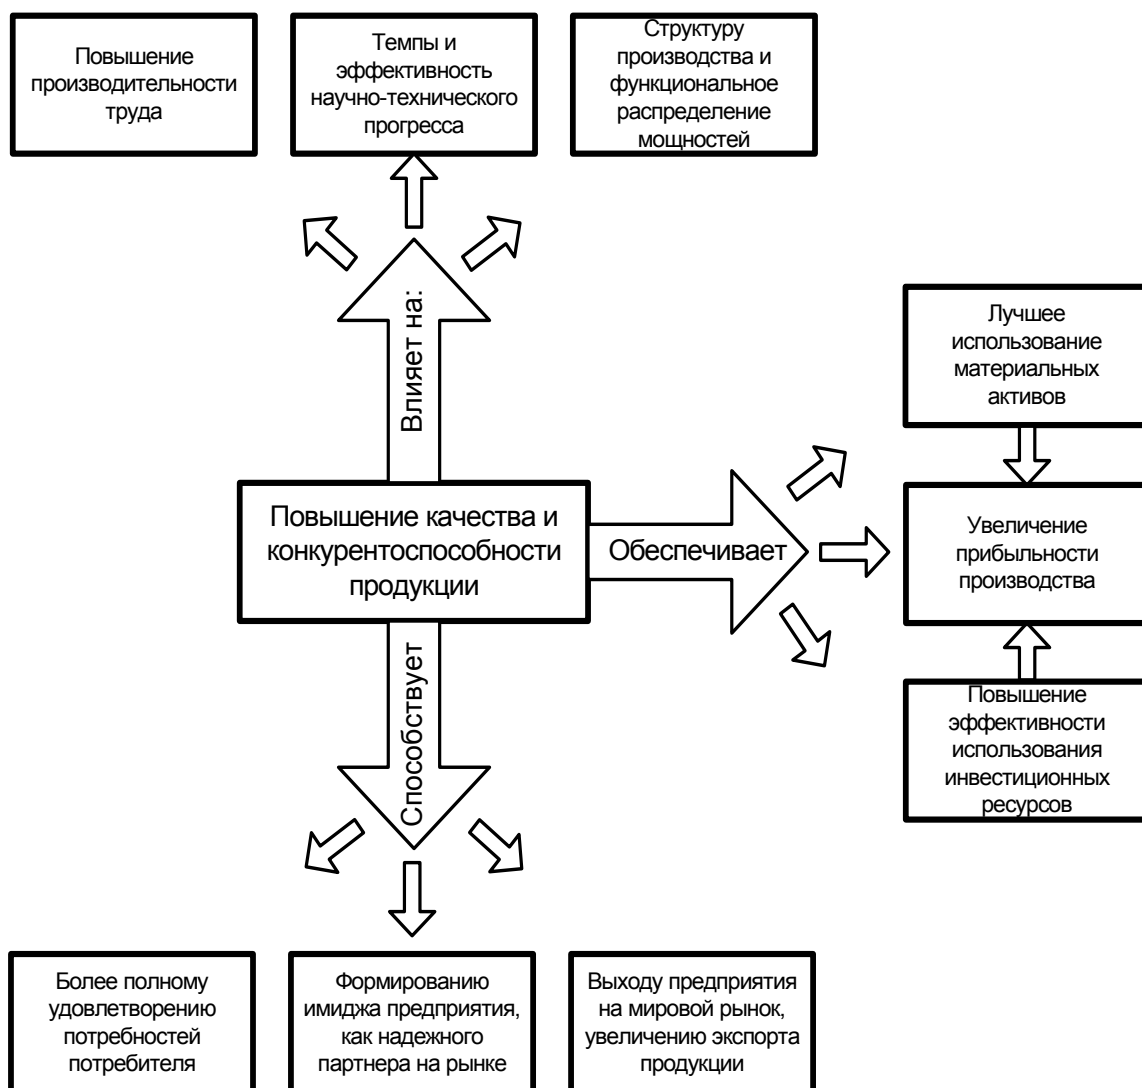 Повышение
производительности
труда
Темпы и
эффективность
научно-технического
прогресса
Структуру
производства и
функциональное
распределение
мощностей
Влияет на:
Лучшее
использование
материальных
активов
Повышение качества и
конкурентоспособности
продукции
Обеспечивает
Увеличение
прибыльности
производства
Способствует
Повышение
эффективности
использования
инвестиционных
ресурсов
Более полному
удовлетворению
потребностей
потребителя
Формированию
имиджа предприятия,
как надежного
партнера на рынке
Выходу предприятия
на мировой рынок,
увеличению экспорта
продукции